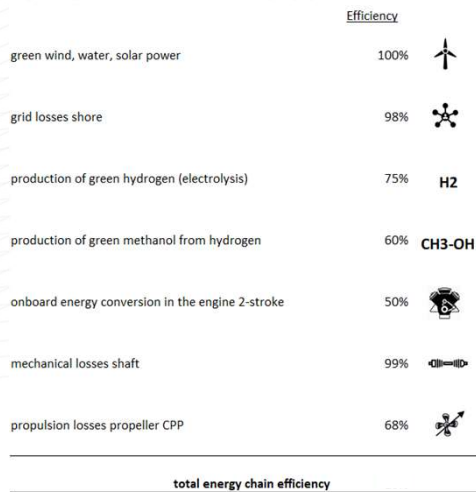 Efficiency
green wind, water, solar power 100%
grid losses shore 98%
production of green hydrogen (electrolysis) 75% H2
production of green methanol from hydrogen 60% CH3-OH
onboard energy conversion in the engine 2-stroke 50%
mechanical losses shaft 99%
propulsion losses propeller CPP 68%
total energy chain efficiency